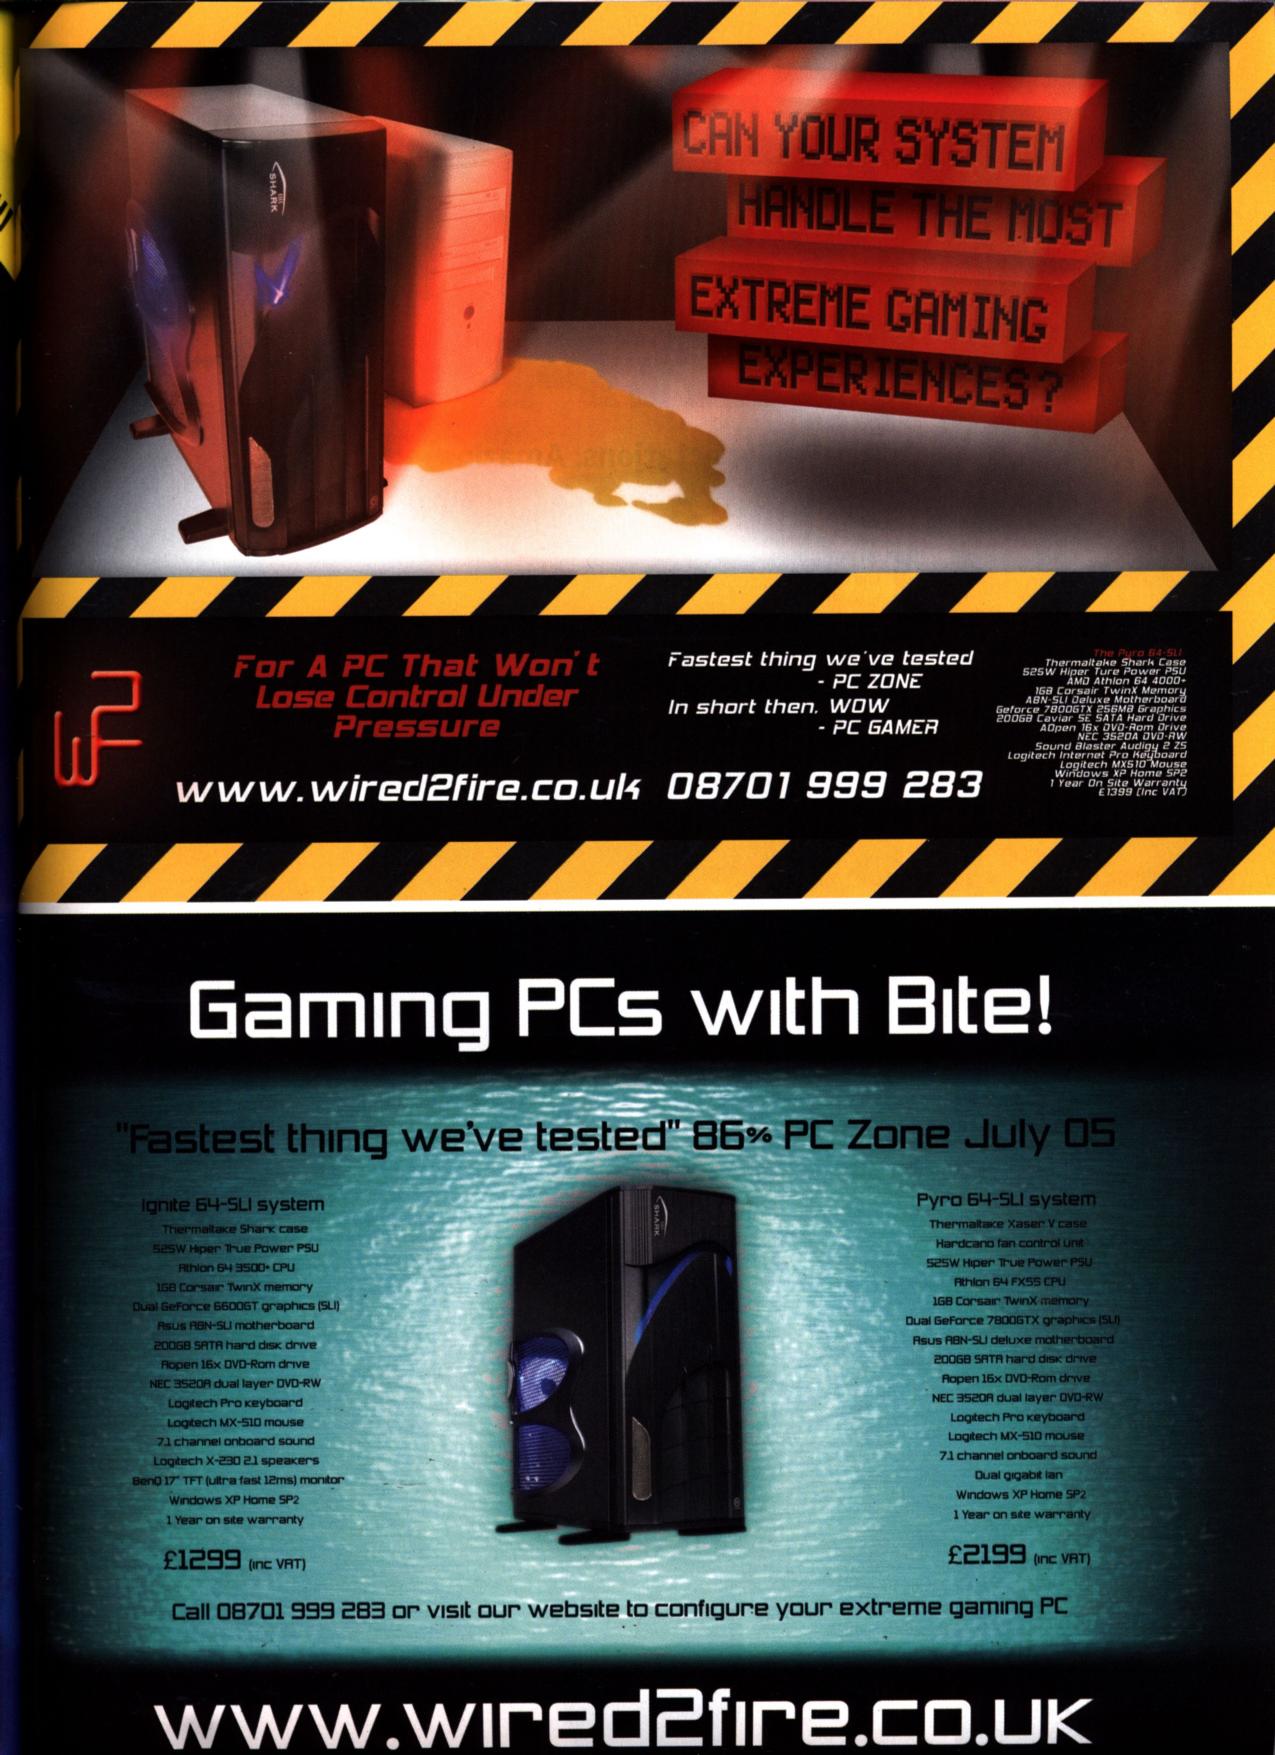 SHARK
CAN YOUR SYSTEM
HANDLE THE MOST
EXTREME GAMING
EXPERIENCES?
For A PC That Won't
Lose Control Under
Pressure
Fastest thing we've tested
- PC ZONE
In short then, WOW
- PC GAMER
www.wired2fire.co.uk 08701 999 283
The Pyro 64-SLI
Thermaltake Shark Case
525W Hiper Ture Power PSU
AMD Athlon 64 4000+
1GB Corsair TwinX Memory
A8N-SLI Deluxe Motherboard
Geforce 7800GTX 256MB Graphics
200GB Caviar SE SATA Hard Drive
AOpen 16x DVD-Rom Drive
NEC 3520A DVD-RW
Sound Blaster Audigy 2 ZS
Logitech Internet Pro Keyboard
Logitech MX510 Mouse
Windows XP Home SP2
1 Year On Site Warranty
£1399 (Inc VAT)
Gaming PCs with Bite!
"Fastest thing we've tested" 86% PC Zone July 05
Ignite 64-SLI system
Thermaltake Shark case
525W Hiper True Power PSU
Athlon 64 3500+ CPU
1GB Corsair TwinX memory
Dual GeForce 6600GT graphics (SLI)
Asus A8N-SLI motherboard
200GB SATA hard disk drive
Aopen 16x DVD-Rom drive
NEC 3520A dual layer DVD-RW
Logitech Pro keyboard
Logitech MX-510 mouse
7.1 channel onboard sound
Logitech X-230 2.1 speakers
BenQ 17" TFT (ultra fast 12ms) monitor
Windows XP Home SP2
1 Year on site warranty
£1299 (inc VAT)
SHARK
Pyro 64-SLI system
Thermaltake Xaser V case
Hardcano fan control unit
525W Hiper True Power PSU
Athlon 64 FX55 CPU
1GB Corsair TwinX memory
Dual GeForce 7800GTX graphics (SLI)
Asus A8N-SLI deluxe motherboard
200GB SATA hard disk drive
Aopen 16x DVD-Rom drive
NEC 3520A dual layer DVD-RW
Logitech Pro keyboard
Logitech MX-510 mouse
7.1 channel onboard sound
Dual gigabit lan
Windows XP Home SP2
1 Year on site warranty
£2199 (inc VAT)
Call 08701 999 283 or visit our website to configure your extreme gaming PC
www.wired2fire.co.uk